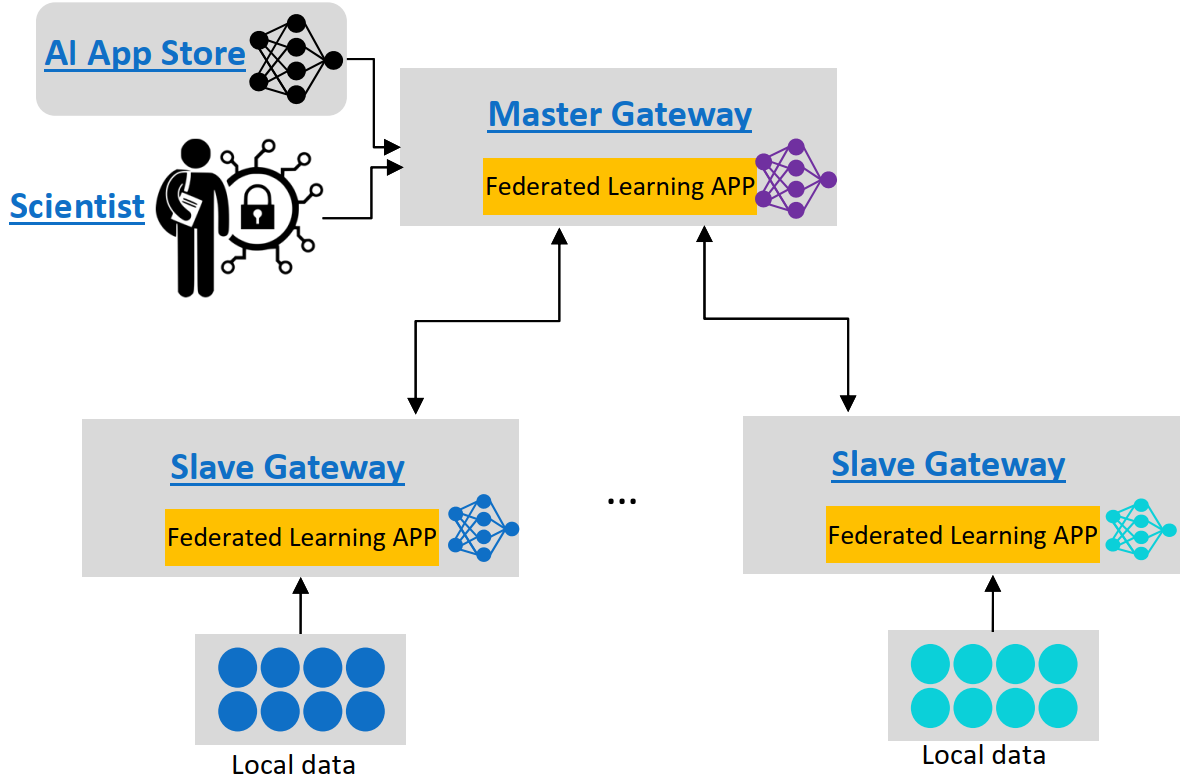 AI App Store
Master Gateway
Federated Learning APP
Scientist
Slave Gateway
Federated Learning APP
...
Slave Gateway
Federated Learning APP
Local data
Local data